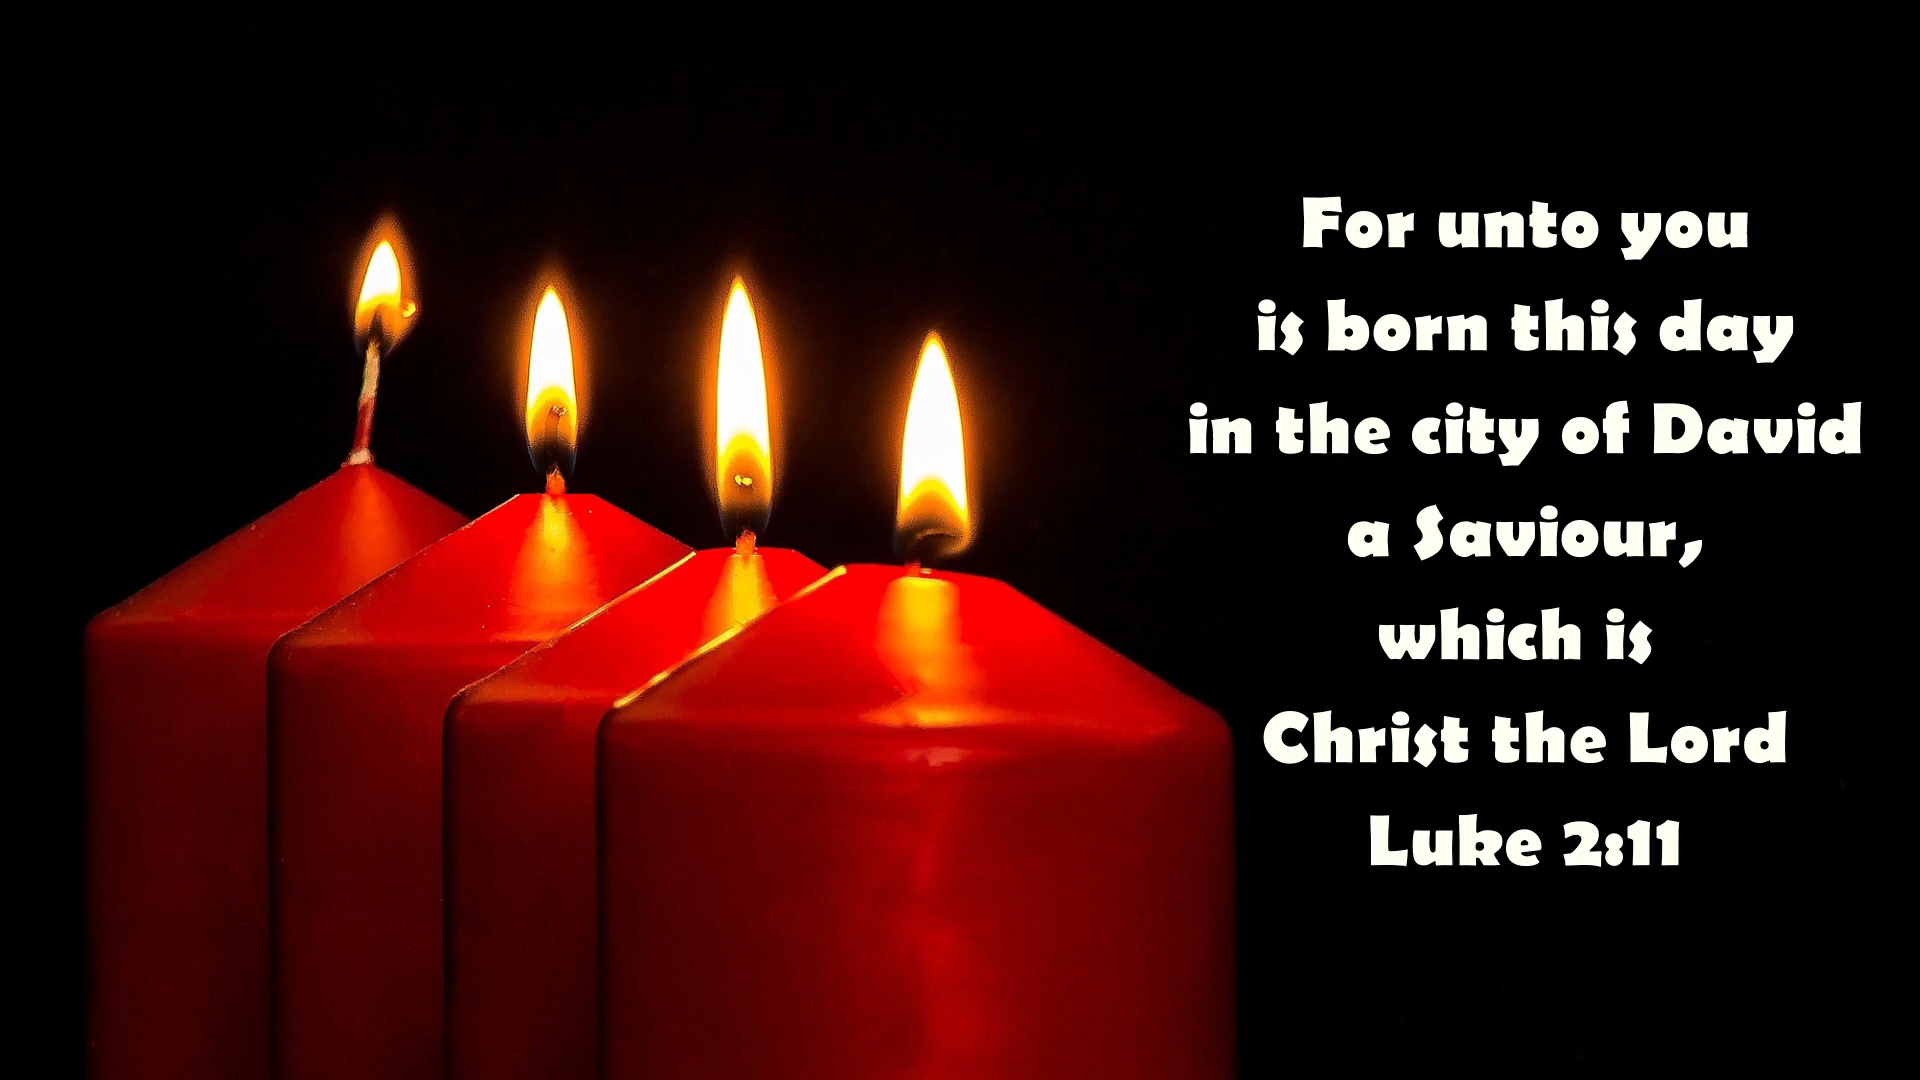 For unto you
is born this day
in the city of David
a Saviour,
which is
Christ the Lord
Luke 2:11